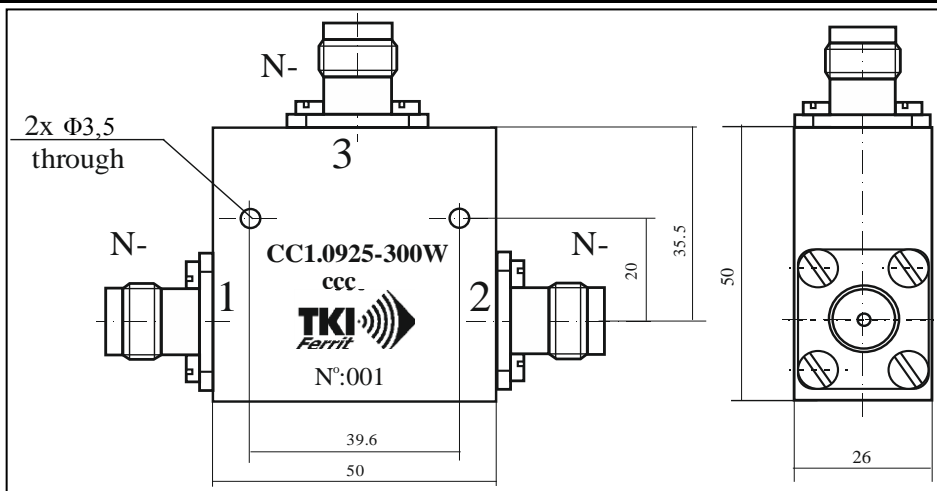 N-
2x Φ3,5
through
3
N-
N-
CC1.0925-300W
ccc-
1
2
TKI
Ferrit
Nº:001
20
35.5
50
39.6
50
26